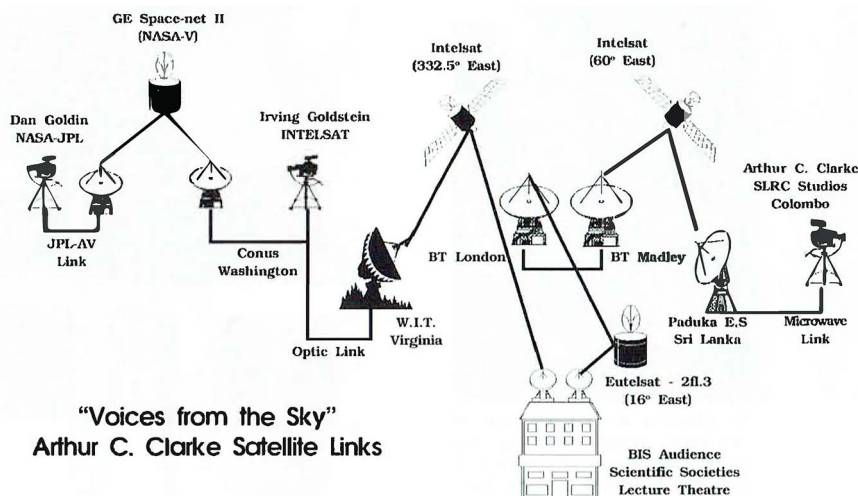 GE Space-net II
(NASA-V)
Intelsat
(332.5º East)
Intelsat
(60º East)
Dan Goldin
NASA-JPL
Irving Goldstein
INTELSAT
Arthur C. Clarke
SLRC Studios
Colombo
JPL-AV
Link
Conus
Washington
BT London
BT Madley
W.I.T.
Virginia
Optic Link
Paduka E.S
Sri Lanka
Microwave
Link
Eutelsat - 2fl.3
(16º East)
"Voices from the Sky"
Arthur C. Clarke Satellite Links
BIS Audience
Scientific Societies
Lecture Theatre